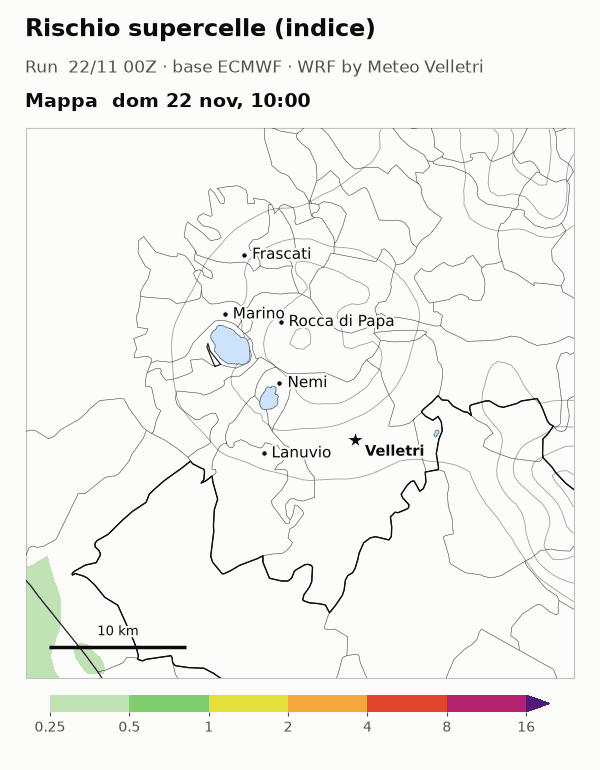 Rischio supercelle (indice)
Run  22/11 00Z · base ECMWF · WRF by Meteo Velletri
Mappa  dom 22 nov, 10:00
Frascati
Marino
Rocca di Papa
Nemi
Velletri
Lanuvio
10 km
0.25 0.5 1 2 4 8 16